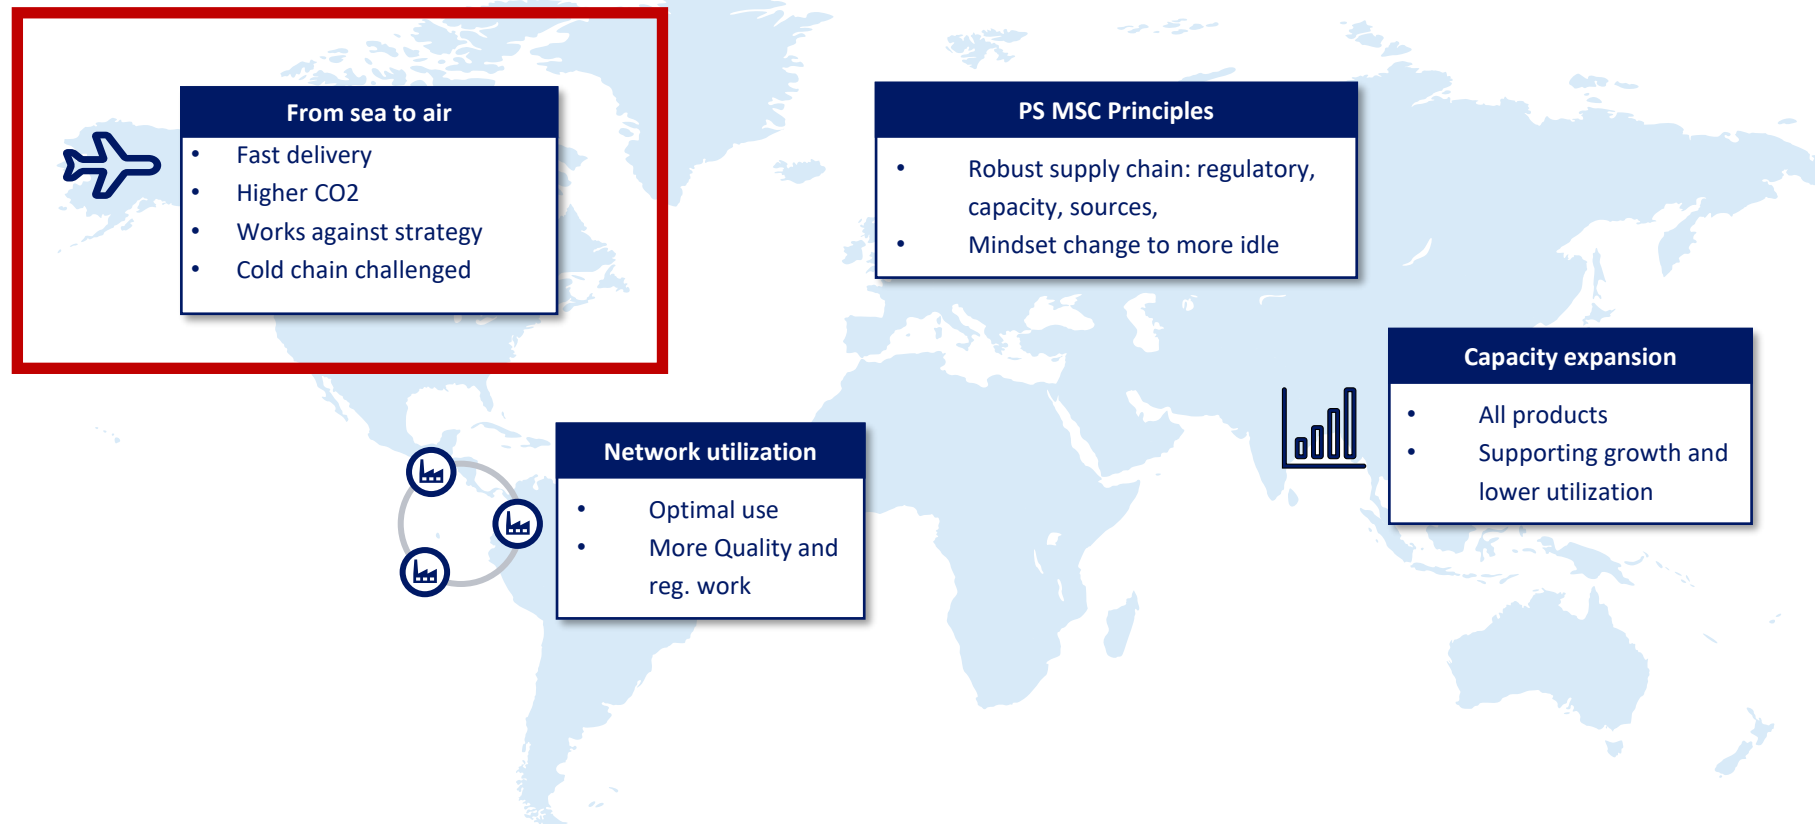 From sea to air
• Fast delivery
• Higher CO2
• Works against strategy
• Cold chain challenged
PS MSC Principles
• Robust supply chain: regulatory,
capacity, sources,
• Mindset change to more idle
Network utilization
• Optimal use
• More Quality and
reg. work
Capacity expansion
• All products
• Supporting growth and
lower utilization